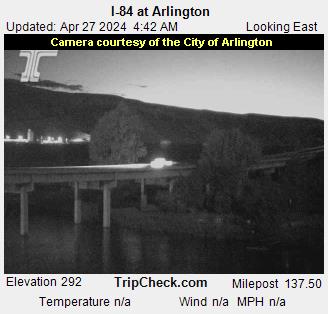 I-84 at Arlington
Updated: Apr 27 2024 4:42 AM Looking East
Camera courtesy of the City of Arlington
Elevation 292 TripCheck.com Milepost 137.50
Temperature n/a Wind n/a MPH n/a